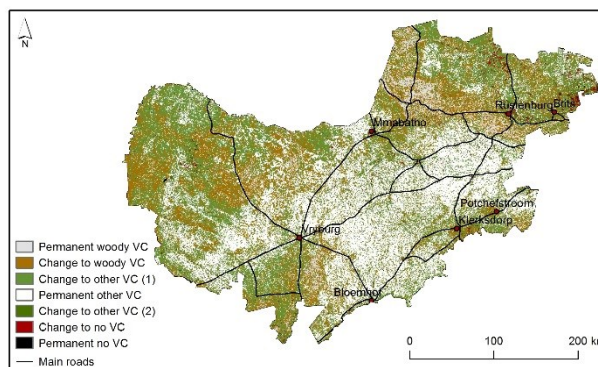 N
Rustenburg
Brits
Mmabatho
Potchefstroom
Klerksdorp
Vryburg
Bloemhof
Permanent woody VC
Change to woody VC
Change to other VC (1)
Permanent other VC
Change to other VC (2)
Change to no VC
Permanent no VC
Main roads
0 100 200 km